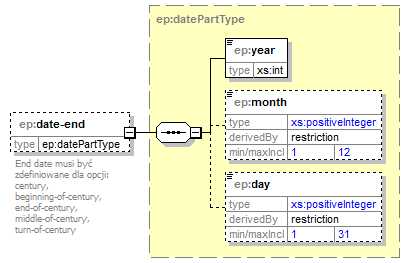 ep:datePartType
ep:year
type xs:int
ep:month
type xs:positiveInteger
derivedBy restriction
min/maxIncl 1 12
ep:date-end
type ep:datePartType
End date musi być
zdefiniowane dla opcji:
century,
beginning-of-century,
end-of-century,
middle-of-century,
turn-of-century
ep:day
type xs:positiveInteger
derivedBy restriction
min/maxIncl 1 31